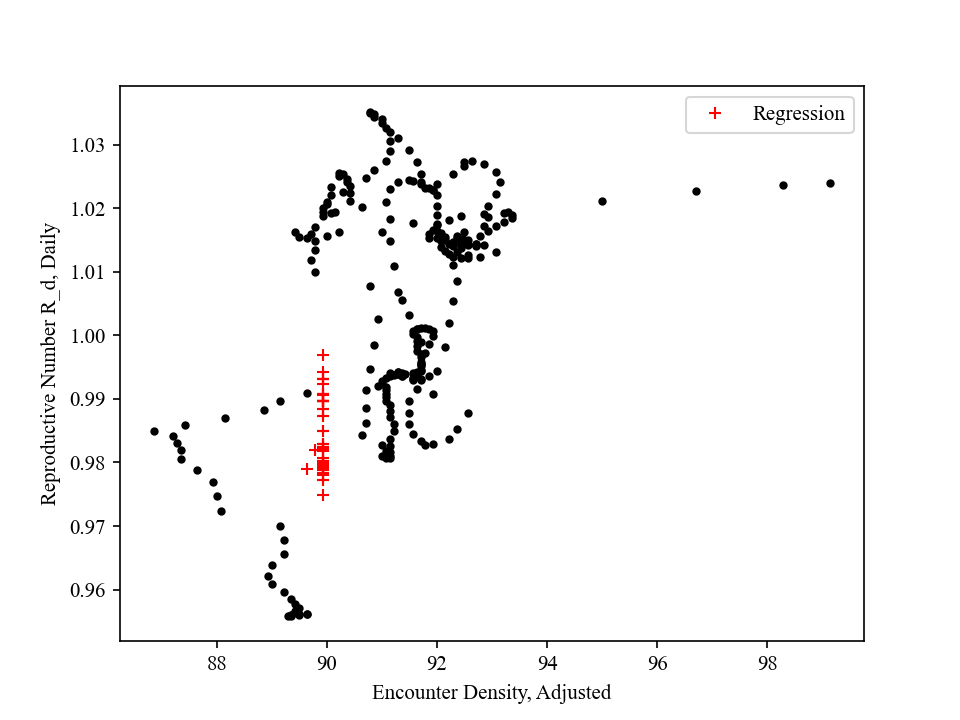 Regression
Reproductive Number R_d, Daily
1.03
1.02
1.01
1.00
0.99
0.98
0.97
0.96
88 90 92 94 96 98
Encounter Density, Adjusted